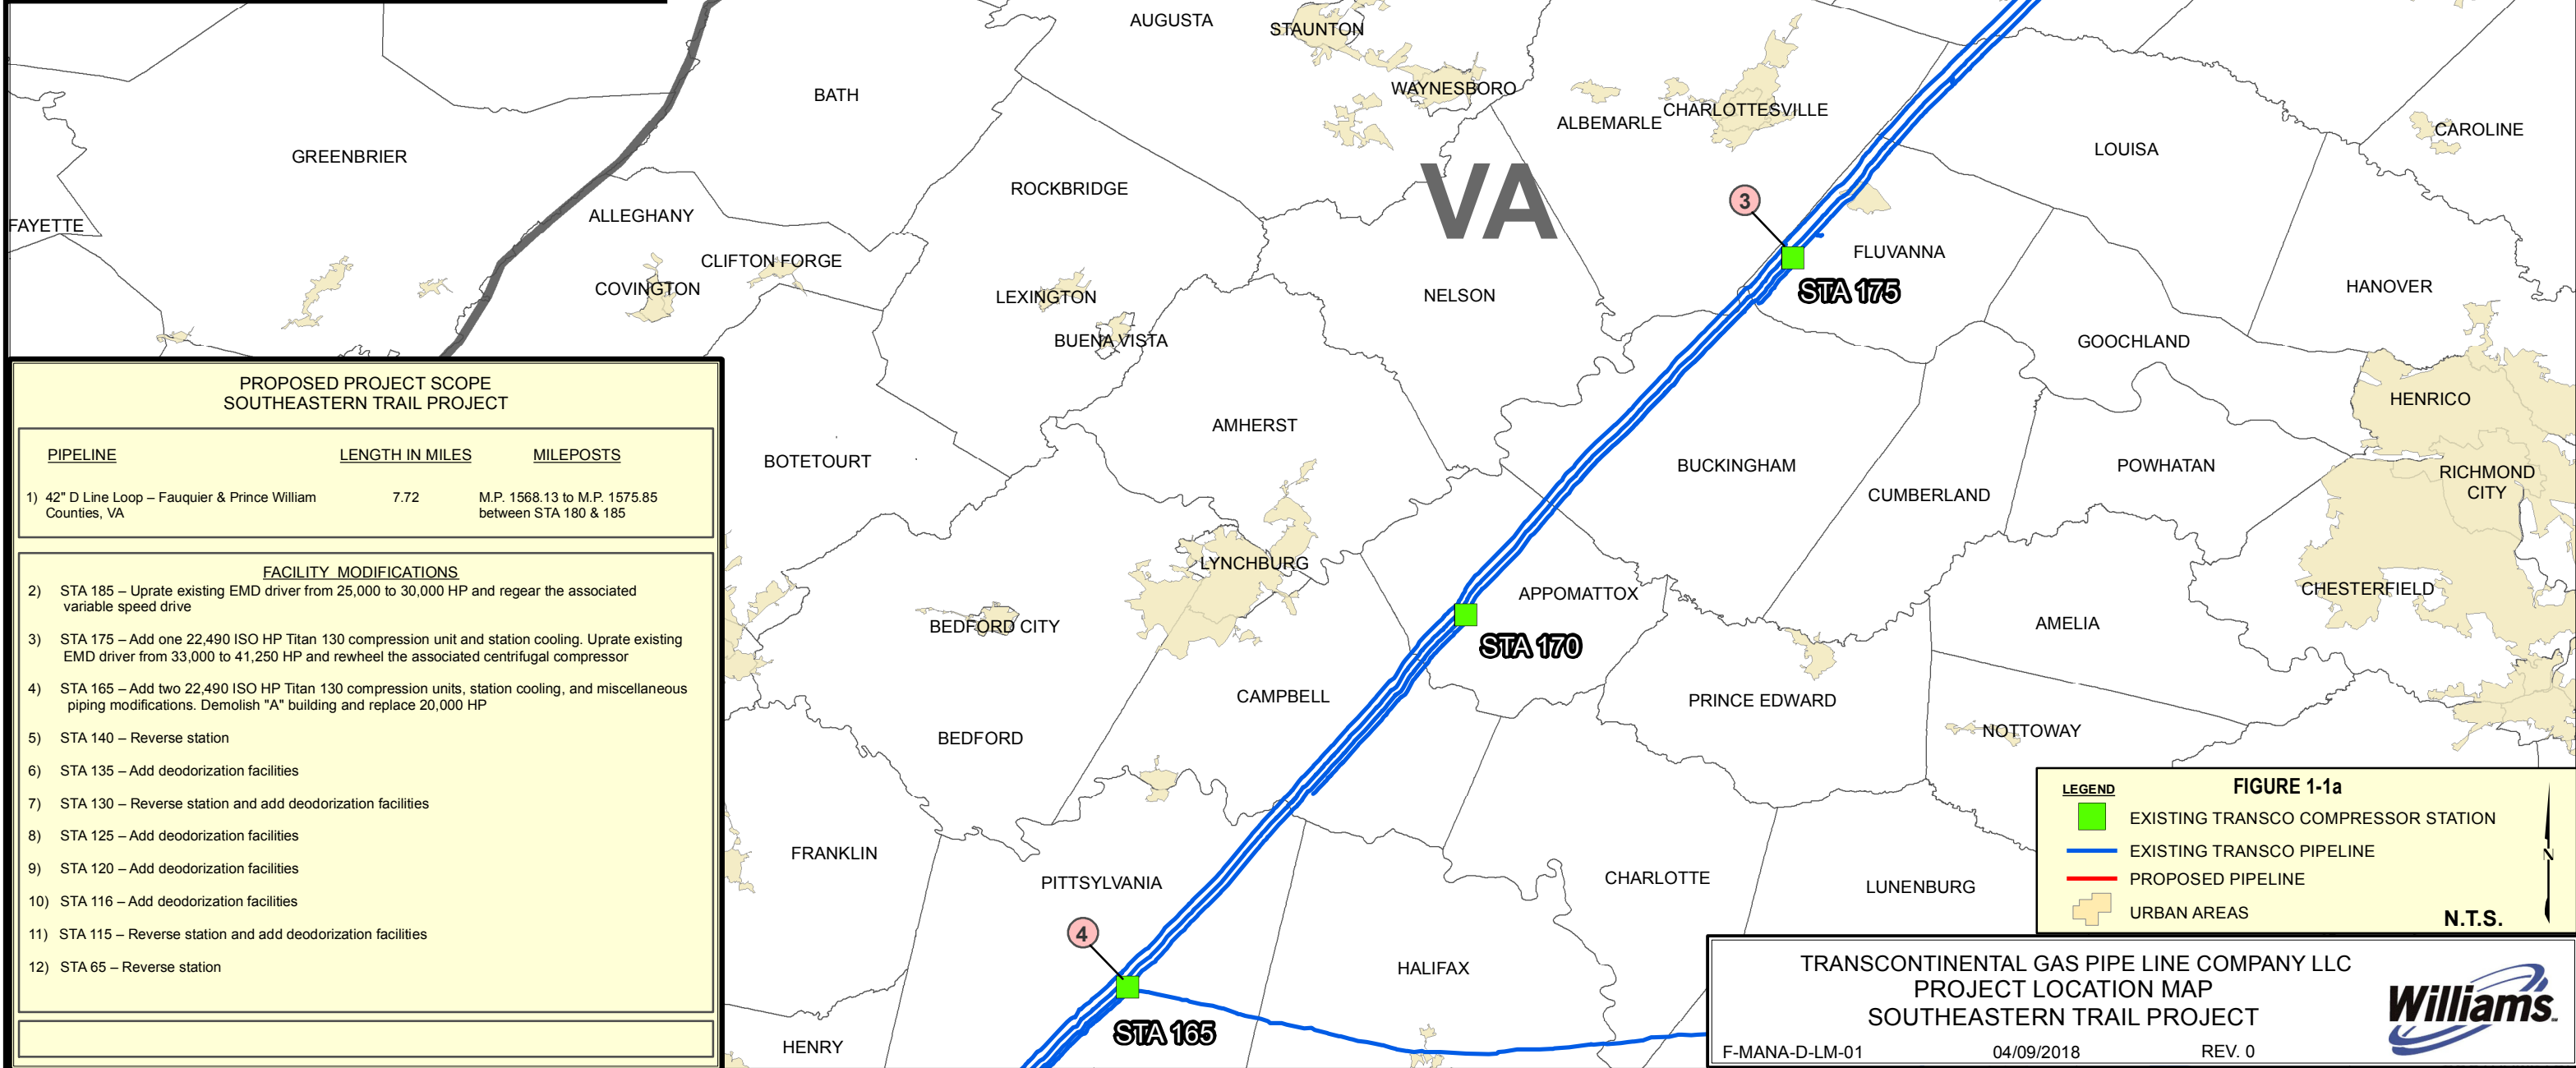 AUGUSTA
STAUNTON
WAYNESBORO
BATH
ALBEMARLE
CHARLOTTESVILLE
CAROLINE
LOUISA
GREENBRIER
ROCKBRIDGE
VA
3
ALLEGHANY
FAYETTE
CLIFTON FORGE
FLUVANNA
COVINGTON
LEXINGTON
NELSON
STA 175
HANOVER
BUENA VISTA
GOOCHLAND
PROPOSED PROJECT SCOPE
SOUTHEASTERN TRAIL PROJECT
PIPELINE LENGTH IN MILES MILEPOSTS
1) 42" D Line Loop – Fauquier & Prince William 7.72 M.P. 1568.13 to M.P. 1575.85
Counties, VA between STA 180 & 185
FACILITY MODIFICATIONS
2) STA 185 – Uprate existing EMD driver from 25,000 to 30,000 HP and regear the associated
variable speed drive
3) STA 175 – Add one 22,490 ISO HP Titan 130 compression unit and station cooling. Uprate existing
EMD driver from 33,000 to 41,250 HP and rewheel the associated centrifugal compressor
4) STA 165 – Add two 22,490 ISO HP Titan 130 compression units, station cooling, and miscellaneous
piping modifications. Demolish "A" building and replace 20,000 HP
5) STA 140 – Reverse station
6) STA 135 – Add deodorization facilities
7) STA 130 – Reverse station and add deodorization facilities
8) STA 125 – Add deodorization facilities
9) STA 120 – Add deodorization facilities
10) STA 116 – Add deodorization facilities
11) STA 115 – Reverse station and add deodorization facilities
12) STA 65 – Reverse station
HENRICO
AMHERST
BOTETOURT
BUCKINGHAM
POWHATAN
RICHMOND
CITY
CUMBERLAND
LYNCHBURG
APPOMATTOX
CHESTERFIELD
BEDFORD CITY
AMELIA
STA 170
CAMPBELL
PRINCE EDWARD
BEDFORD
NOTTOWAY
FRANKLIN
PITTSYLVANIA
CHARLOTTE
LUNENBURG
4
HALIFAX
STA 165
HENRY
LEGEND
FIGURE 1-1a
EXISTING TRANSCO COMPRESSOR STATION
EXISTING TRANSCO PIPELINE
PROPOSED PIPELINE
URBAN AREAS
N
N.T.S.
TRANSCONTINENTAL GAS PIPE LINE COMPANY LLC
PROJECT LOCATION MAP
SOUTHEASTERN TRAIL PROJECT
F-MANA-D-LM-01 04/09/2018 REV. 0
Williams